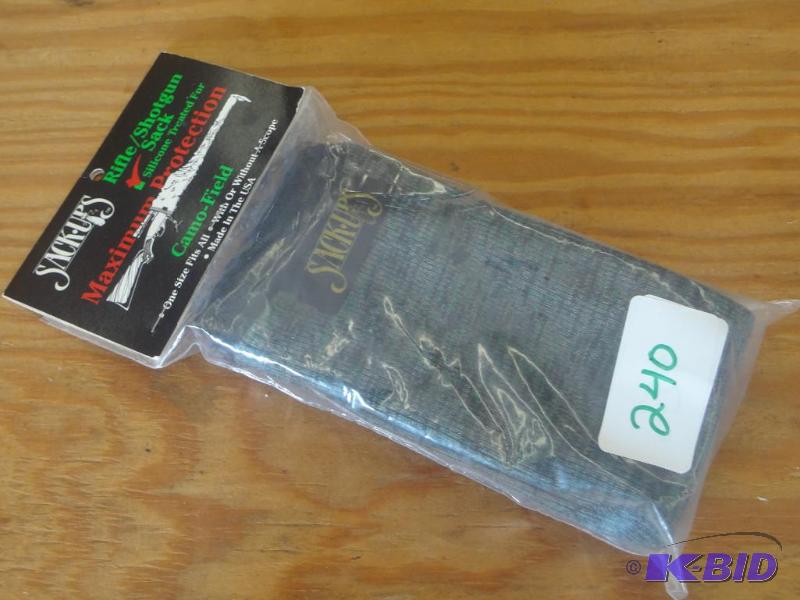 SACK-UPS
Rifle/Shotgun
Sack
Silicone Treated For
Maximum Protection
Camo-Field
• One Size Fits All • With Or Without-A-Scope
• Made In The USA
SACK-UPS
240
© K-BID